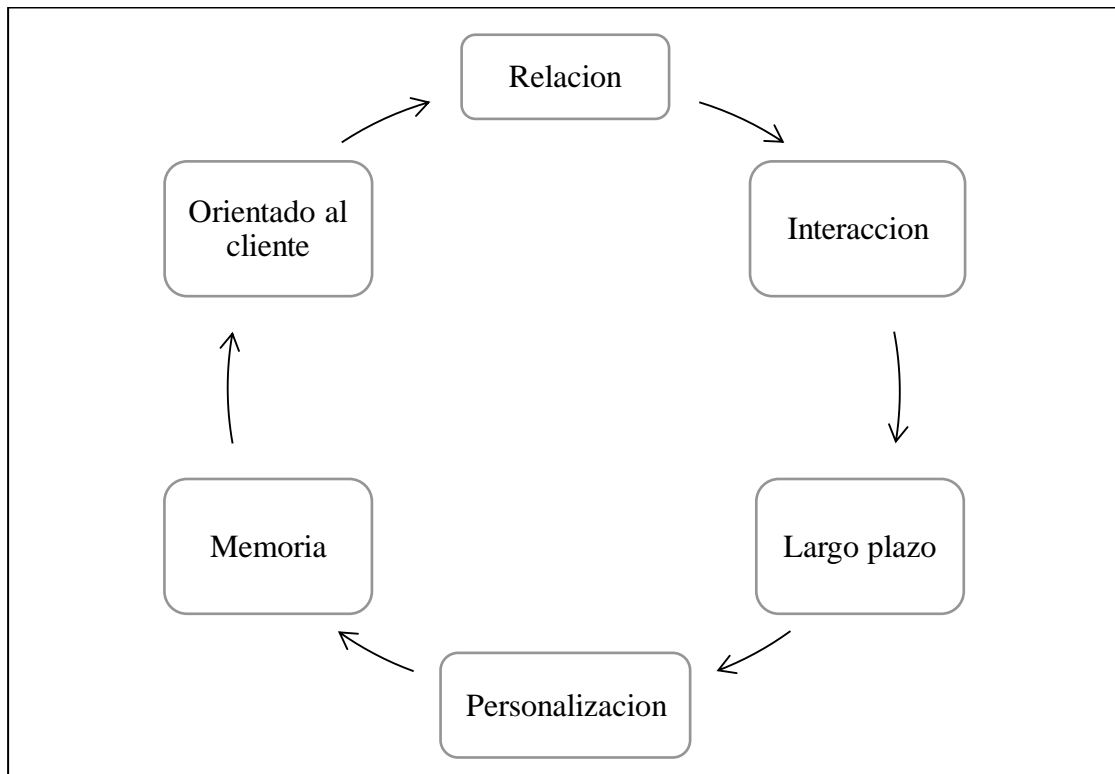 Relacion
Interaccion
Largo plazo
Personalizacion
Memoria
Orientado al
cliente